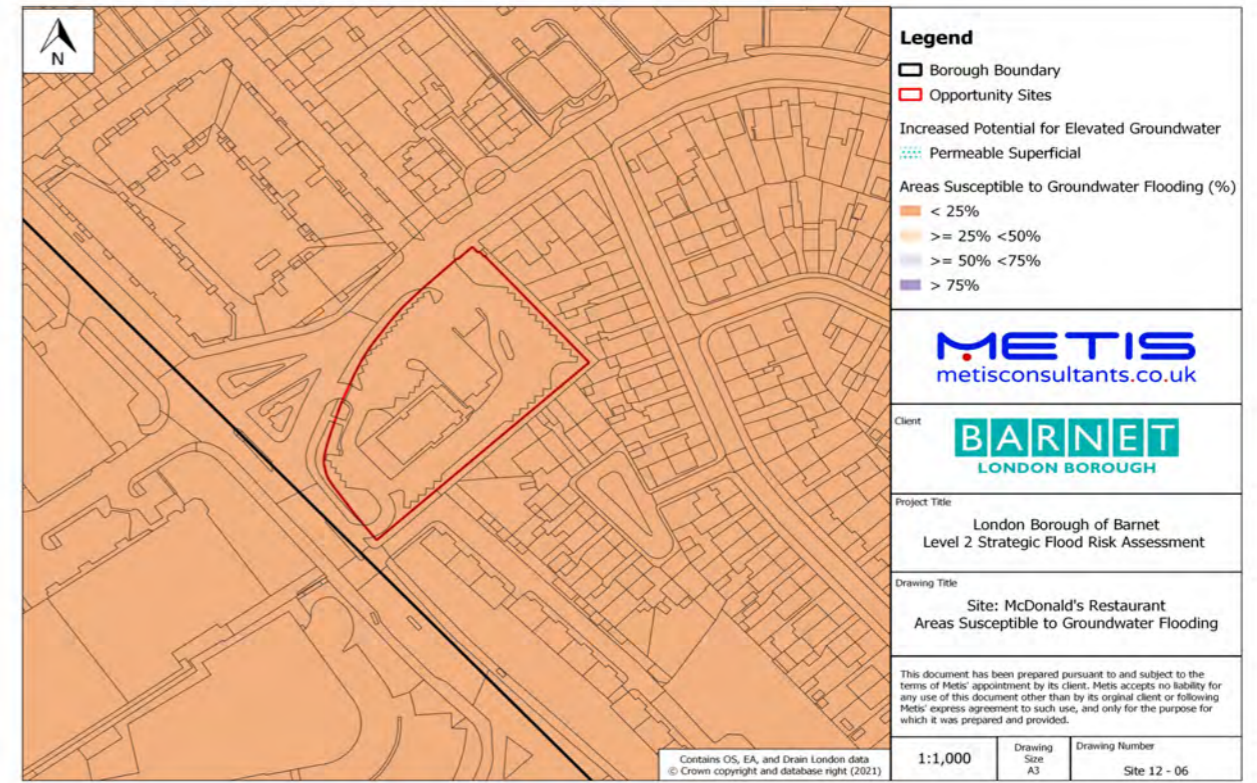 N
Legend
Borough Boundary
Opportunity Sites
Increased Potential for Elevated Groundwater
Permeable Superficial
Areas Susceptible to Groundwater Flooding (%)
< 25%
>= 25% <50%
>= 50% <75%
> 75%
METIS
metisconsultants.co.uk
Client
BARNET
LONDON BOROUGH
Project Title
London Borough of Barnet
Level 2 Strategic Flood Risk Assessment
Drawing Title
Site: McDonald's Restaurant
Areas Susceptible to Groundwater Flooding
This document has been prepared pursuant to and subject to the
terms of Metis' appointment by its client. Metis accepts no liability for
any use of this document other than by its orginal client or following
Metis' express agreement to such use, and only for the purpose for
which it was prepared and provided.
1:1,000
Drawing
Size
A3
Drawing Number
Site 12 - 06
Contains OS, EA, and Drain London data
© Crown copyright and database right (2021)